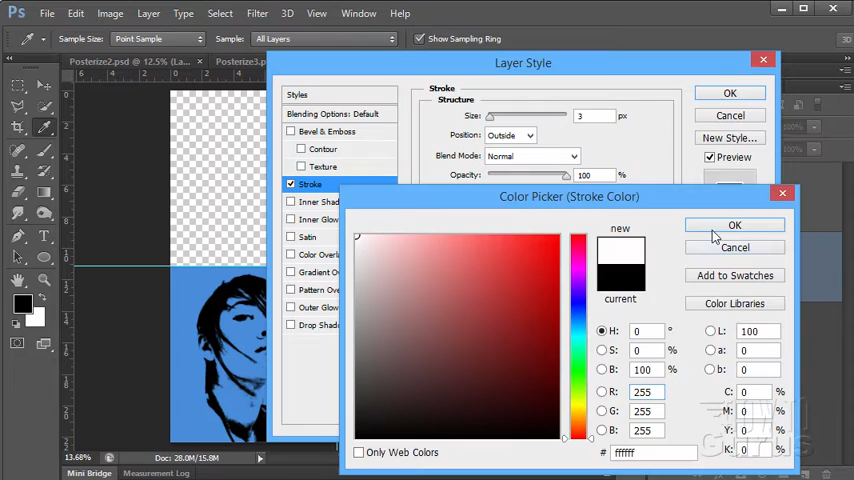 Ps File Edit Image Layer Type Select Filter 3D View Window Help
Sample Size: Point Sample Sample: All Layers Show Sampling Ring
Posterize2.psd @ 12.5% (La... × Posterize3.p
Layer Style
Styles
Blending Options: Default
Bevel & Emboss
Contour
Texture
Stroke
Inner Shad
Inner Glow
Satin
Color Overl
Gradient O
Pattern Ove
Outer Glow
Drop Shad
Stroke
Structure
Size: 3 px
Position: Outside
Blend Mode: Normal
Opacity: 100 %
OK
Cancel
New Style...
Preview
Color Picker (Stroke Color)
new
current
OK
Cancel
Add to Swatches
Color Libraries
H: 0 °
S: 0 %
B: 100 %
R: 255
G: 255
B: 255
L: 100
a: 0
b: 0
C: 0 %
M: 0 %
Y: 0 %
K: 0 %
# ffffff
Only Web Colors
13.68% Doc: 28.0M/15.8M
Mini Bridge Measurement Log